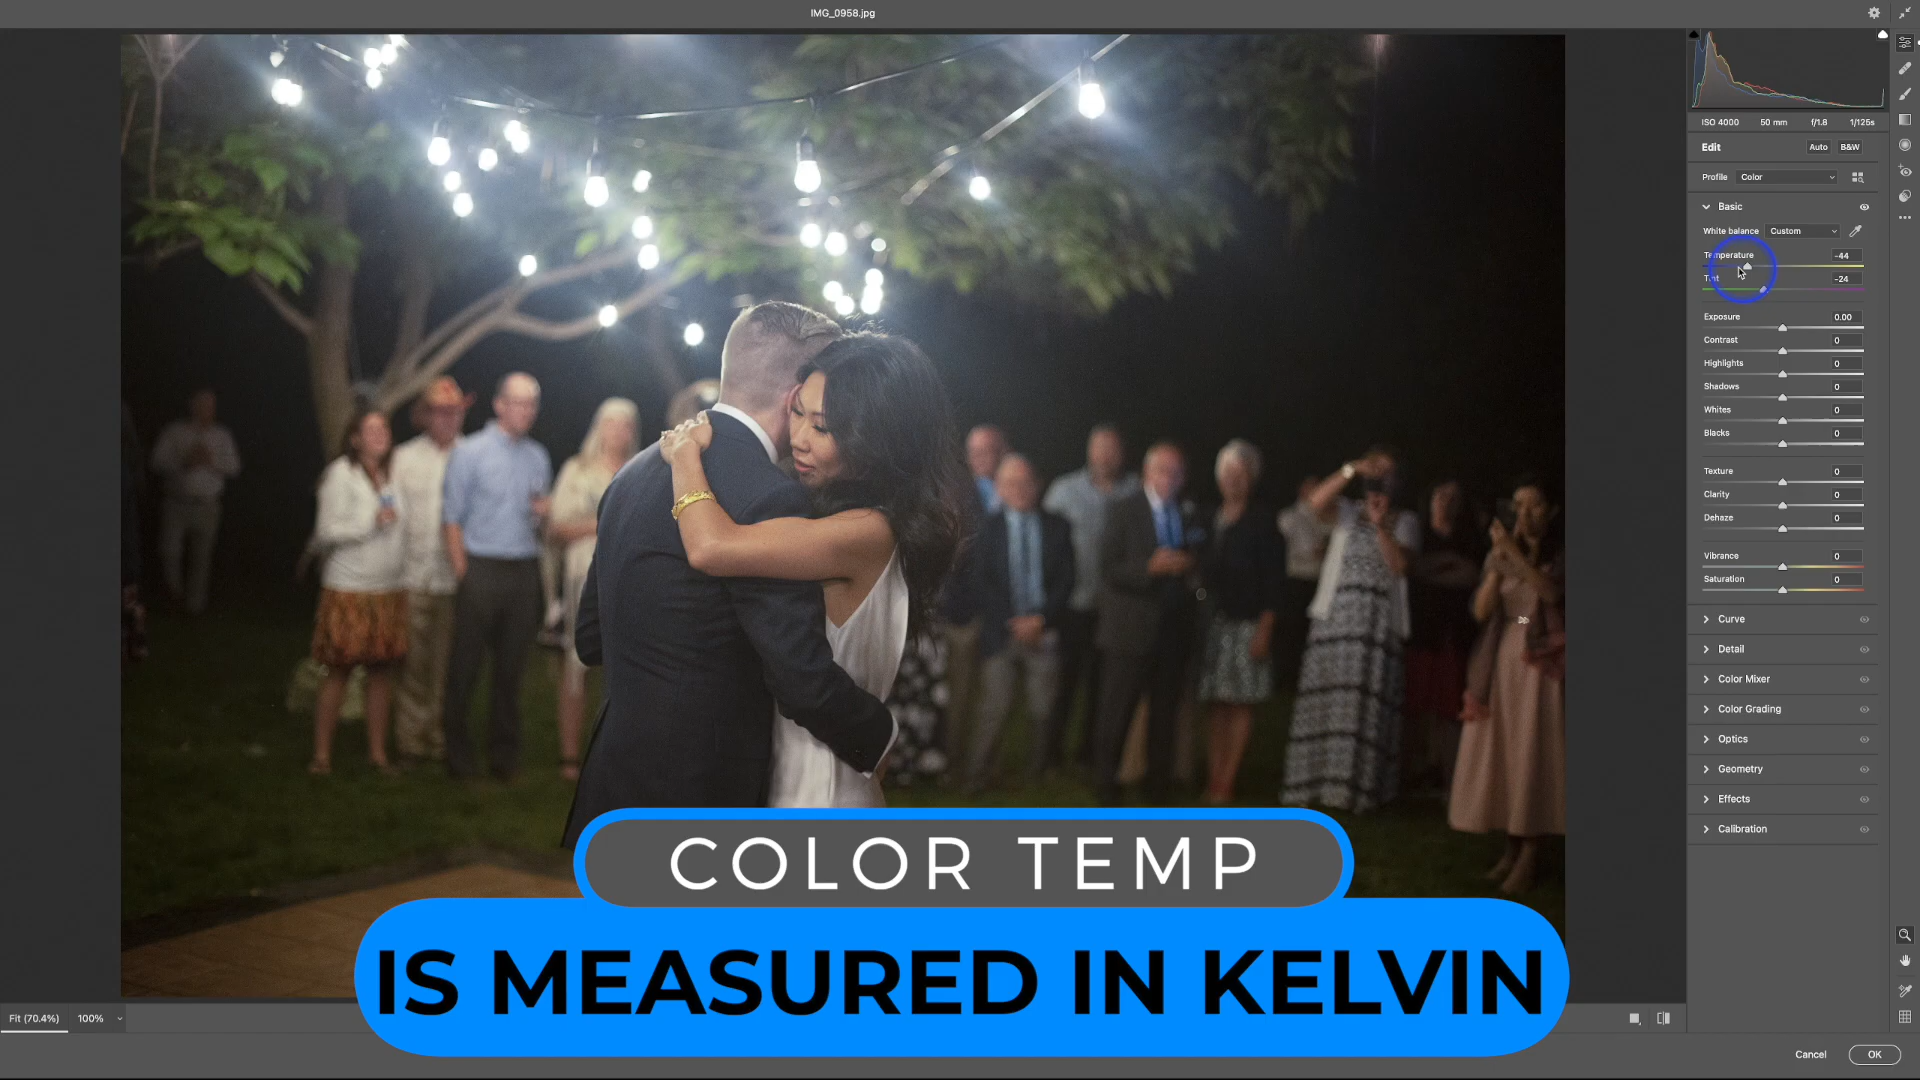 IMG_0958.jpg
ISO 4000 50 mm f/1.8 1/125s
Edit Auto B&W
Profile Color
Basic
White balance Custom
Temperature -44
Tint -24
Exposure 0.00
Contrast 0
Highlights 0
Shadows 0
Whites 0
Blacks 0
Texture 0
Clarity 0
Dehaze 0
Vibrance 0
Saturation 0
Curve
Detail
Color Mixer
Color Grading
Optics
Geometry
Effects
Calibration
COLOR TEMP
IS MEASURED IN KELVIN
Fit (70.4%) 100%
Cancel OK